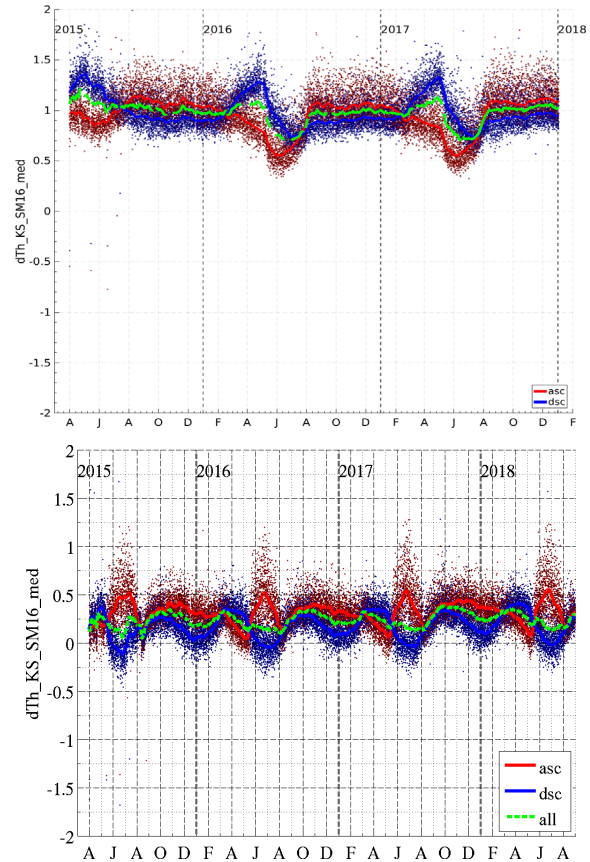 2
2015
2016
2017
2018
1.5
1
0.5
0
-0.5
-1
-1.5
-2
dTh_KS_SM16_med
asc
dsc
A J A O D F A J A O D F A J A O D F
2
2015
2016
2017
2018
1.5
1
0.5
0
-0.5
-1
-1.5
-2
dTh_KS_SM16_med
asc
dsc
all
A J A O D F A J A O D F A J A O D F A J A